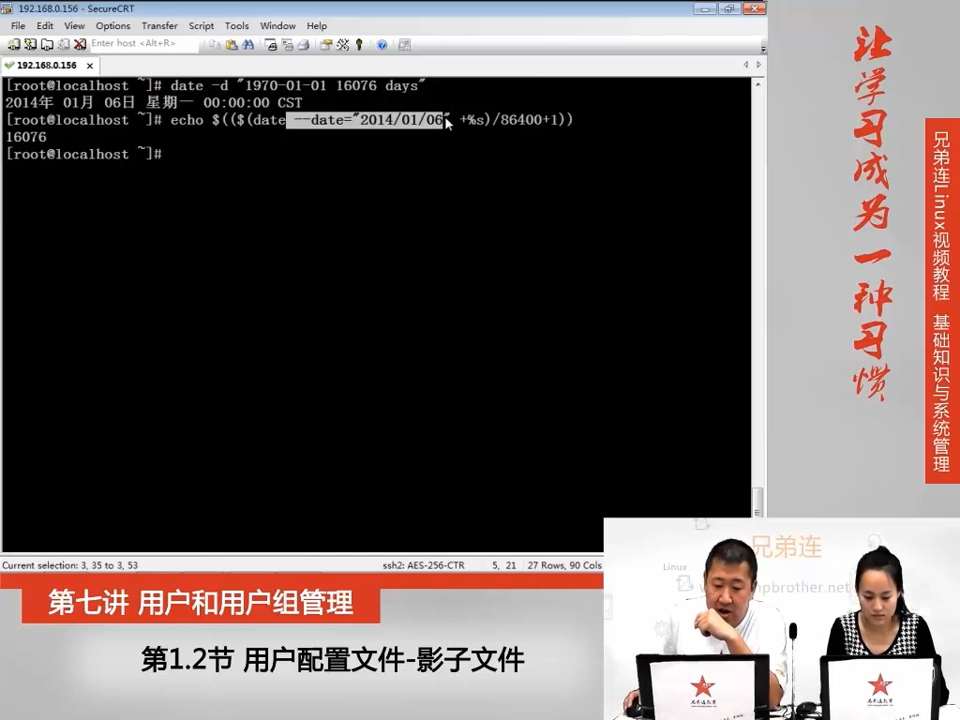 192.168.0.156 - SecureCRT
File Edit View Options Transfer Script Tools Window Help
Enter host <Alt+R>
192.168.0.156
[root@localhost ~]# date -d "1970-01-01 16076 days"
2014年 01月 06日 星期一 00:00:00 CST
[root@localhost ~]# echo $(($(date --date="2014/01/06" +%s)/86400+1))
16076
[root@localhost ~]#
Current selection: 3, 35 to 3, 53 ssh2: AES-256-CTR 5, 21 27 Rows, 90 Cols
让学习成为一种习惯
兄弟连Linux视频教程 基础知识与系统管理
第七讲 用户和用户组管理
第1.2节 用户配置文件-影子文件
兄弟连
Linux